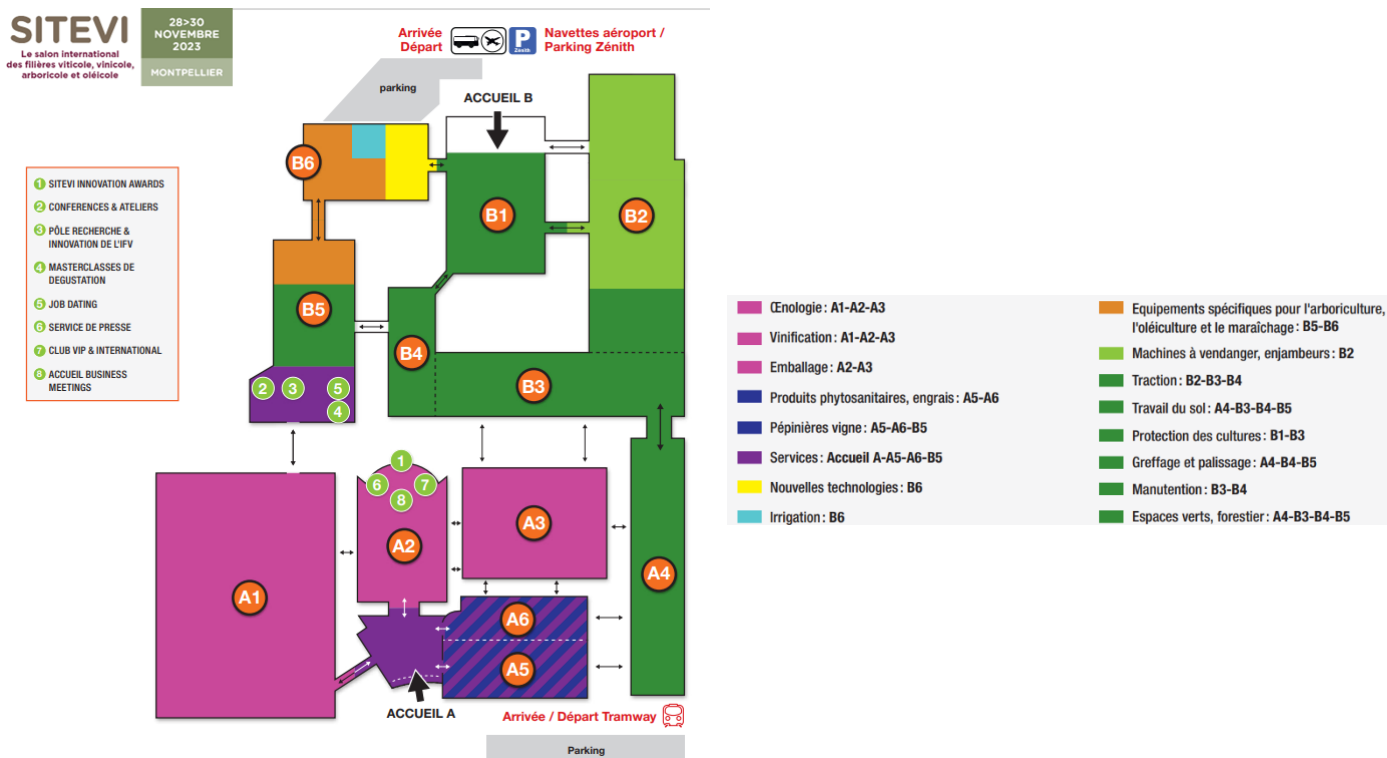 SITEVI
Le salon international
des filières viticole, vinicole,
arboricole et oléicole
28>30
NOVEMBRE
2023
MONTPELLIER
Arrivée
Départ
P
Zénith
Navettes aéroport /
Parking Zénith
parking
ACCUEIL B
B6
B1
B2
1 SITEVI INNOVATION AWARDS
2 CONFERENCES & ATELIERS
3 PÔLE RECHERCHE &
INNOVATION DE L'IFV
4 MASTERCLASSES DE
DEGUSTATION
5 JOB DATING
6 SERVICE DE PRESSE
7 CLUB VIP & INTERNATIONAL
8 ACCUEIL BUSINESS
MEETINGS
B5
B4
B3
2
3
5
4
1
6
7
8
A1
A2
A3
A4
A6
A5
ACCUEIL A
Arrivée / Départ Tramway
Parking
Œnologie : A1-A2-A3
Vinification : A1-A2-A3
Emballage : A2-A3
Produits phytosanitaires, engrais : A5-A6
Pépinières vigne : A5-A6-B5
Services : Accueil A-A5-A6-B5
Nouvelles technologies : B6
Irrigation : B6
Equipements spécifiques pour l'arboriculture,
l'oléiculture et le maraîchage : B5-B6
Machines à vendanger, enjambeurs : B2
Traction : B2-B3-B4
Travail du sol : A4-B3-B4-B5
Protection des cultures : B1-B3
Greffage et palissage : A4-B4-B5
Manutention : B3-B4
Espaces verts, forestier : A4-B3-B4-B5